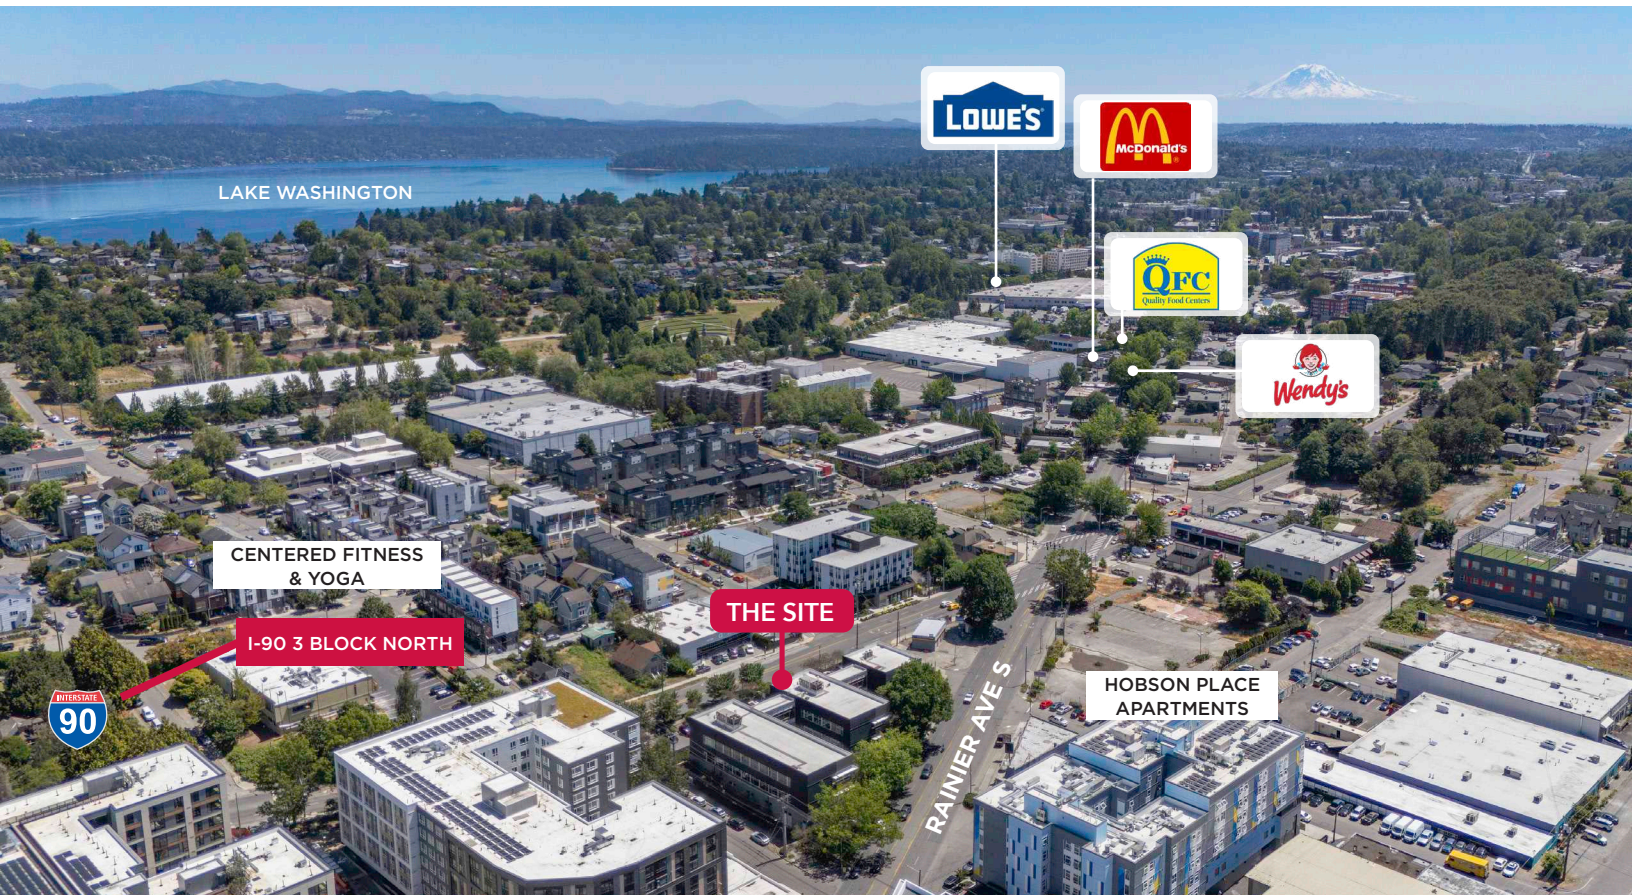 LOWE'S
McDonald's
LAKE WASHINGTON
QFC
Quality Food Centers
Wendy's
CENTERED FITNESS
& YOGA
THE SITE
I-90 3 BLOCK NORTH
RAINIER AVE S
HOBSON PLACE
APARTMENTS
INTERSTATE
90